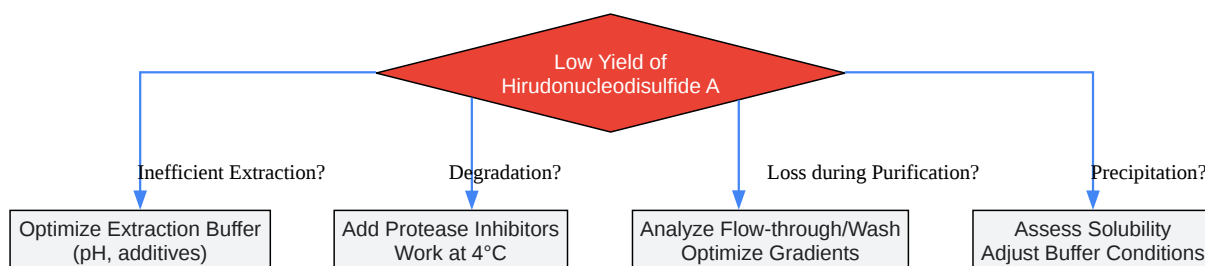 Low Yield of
Hirudonucleodisulfide A
Inefficient Extraction?
Degradation?
Loss during Purification?
Precipitation?
Optimize Extraction Buffer
(pH, additives)
Add Protease Inhibitors
Work at 4°C
Analyze Flow-through/Wash
Optimize Gradients
Assess Solubility
Adjust Buffer Conditions